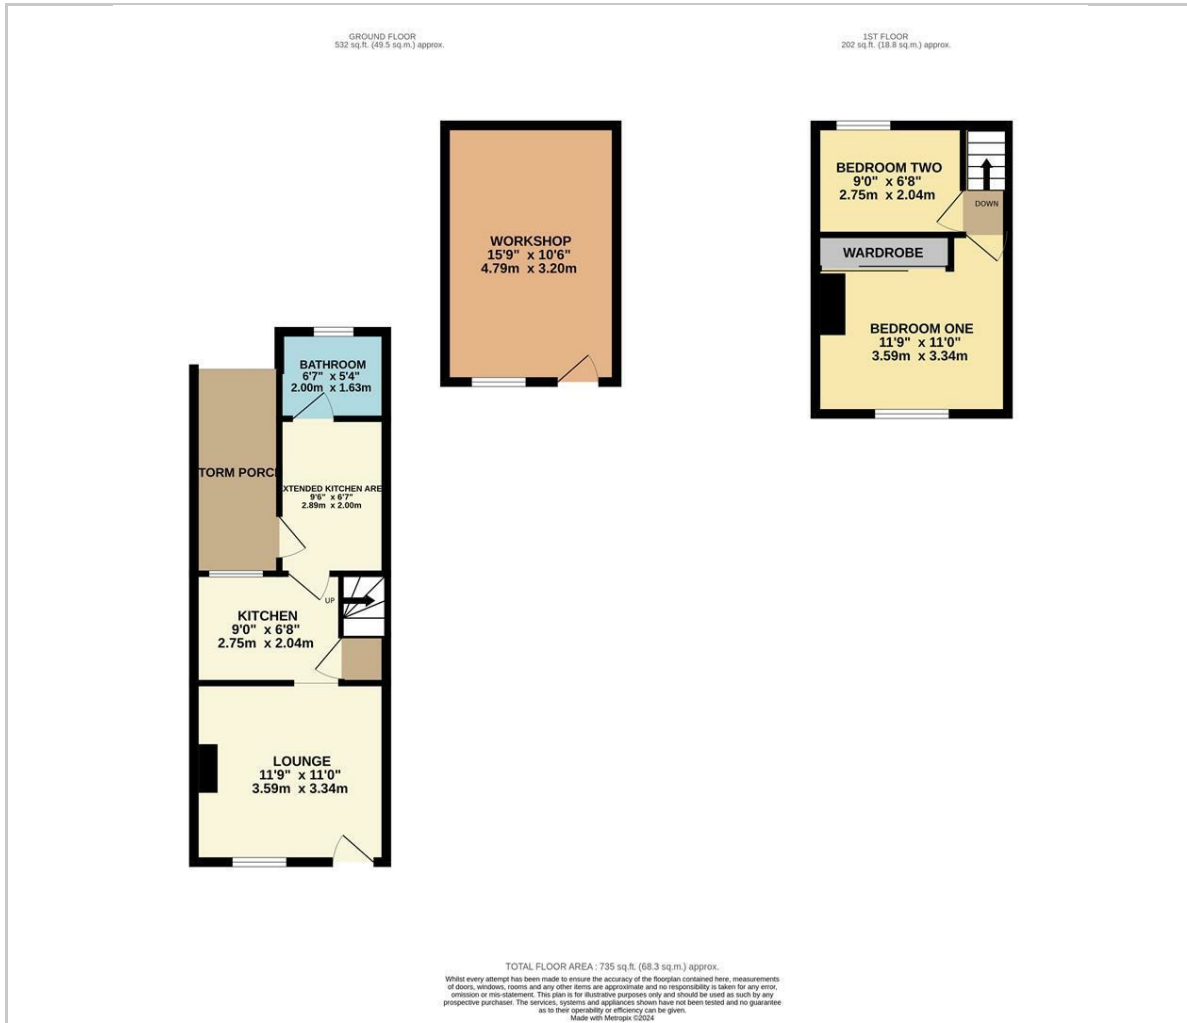 GROUND FLOOR
532 sq.ft. (49.5 sq.m.) approx.
1ST FLOOR
202 sq.ft. (18.8 sq.m.) approx.
BEDROOM TWO
9'0" x 6'8"
2.75m x 2.04m
DOWN
WARDROBE
BEDROOM ONE
11'9" x 11'0"
3.59m x 3.34m
WORKSHOP
15'9" x 10'6"
4.79m x 3.20m
BATHROOM
6'7" x 5'4"
2.00m x 1.63m
TORM PORC
XTENDED KITCHEN ARE
9'6" x 6'7"
2.89m x 2.00m
UP
KITCHEN
9'0" x 6'8"
2.75m x 2.04m
LOUNGE
11'9" x 11'0"
3.59m x 3.34m
TOTAL FLOOR AREA : 735 sq.ft. (68.3 sq.m.) approx.
Whilst every attempt has been made to ensure the accuracy of the floorplan contained here, measurements
of doors, windows, rooms and any other items are approximate and no responsibility is taken for any error,
omission or mis-statement. This plan is for illustrative purposes only and should be used as such by any
prospective purchaser. The services, systems and appliances shown have not been tested and no guarantee
as to their operability or efficiency can be given.
Made with Metropix ©2024